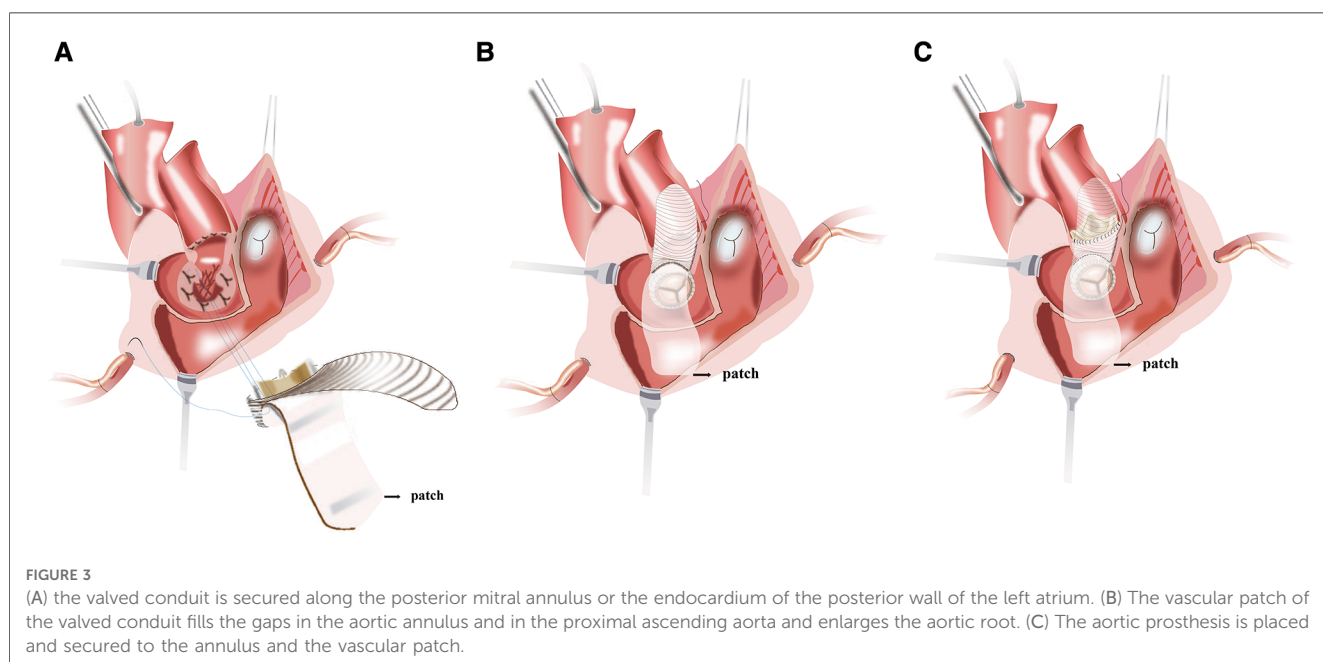 A
B
C
patch
patch
patch
FIGURE 3
(A) the valved conduit is secured along the posterior mitral annulus or the endocardium of the posterior wall of the left atrium. (B) The vascular patch of
the valved conduit fills the gaps in the aortic annulus and in the proximal ascending aorta and enlarges the aortic root. (C) The aortic prosthesis is placed
and secured to the annulus and the vascular patch.